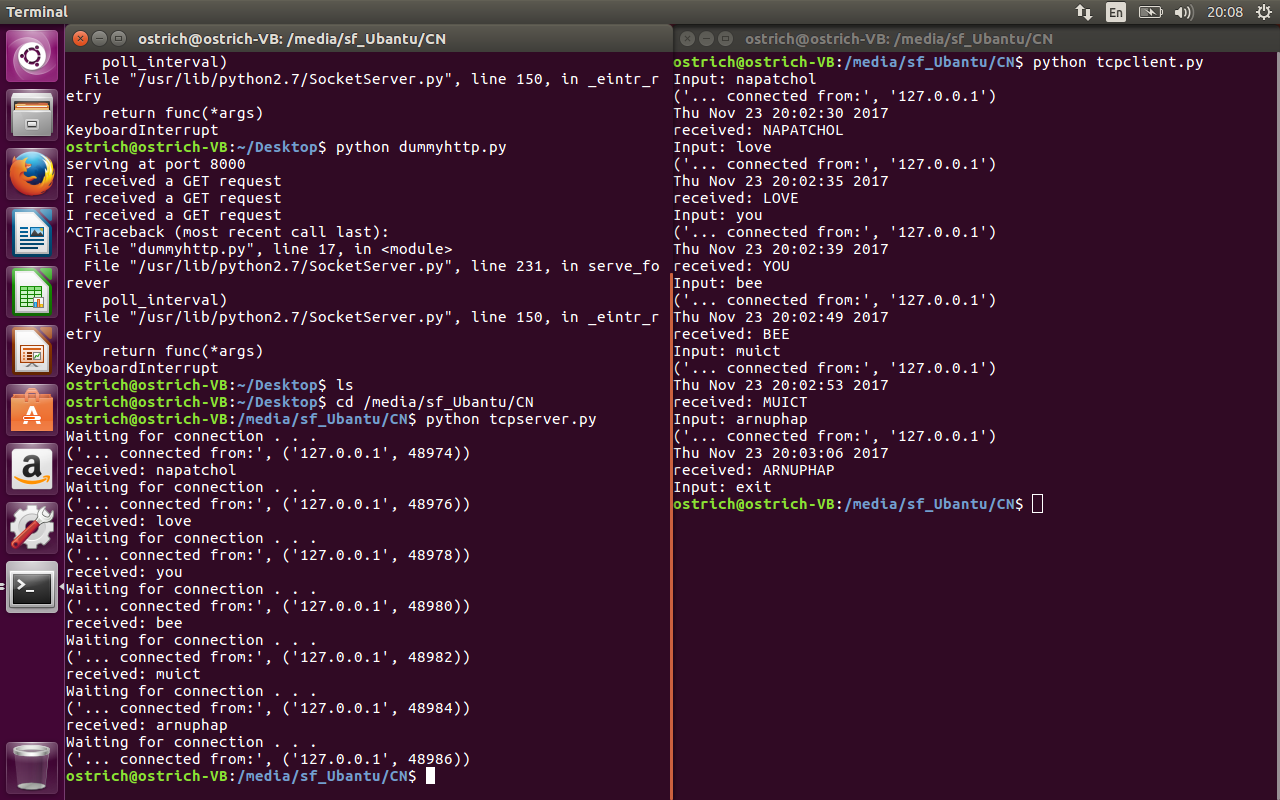 Terminal
En
20:08
ostrich@ostrich-VB: /media/sf_Ubantu/CN
    poll_interval)
  File "/usr/lib/python2.7/SocketServer.py", line 150, in _eintr_r
etry
    return func(*args)
KeyboardInterrupt
ostrich@ostrich-VB:~/Desktop$ python dummyhttp.py
serving at port 8000
I received a GET request
I received a GET request
I received a GET request
^CTraceback (most recent call last):
  File "dummyhttp.py", line 17, in <module>
  File "/usr/lib/python2.7/SocketServer.py", line 231, in serve_fo
rever
    poll_interval)
  File "/usr/lib/python2.7/SocketServer.py", line 150, in _eintr_r
etry
    return func(*args)
KeyboardInterrupt
ostrich@ostrich-VB:~/Desktop$ ls
ostrich@ostrich-VB:~/Desktop$ cd /media/sf_Ubantu/CN
ostrich@ostrich-VB:/media/sf_Ubantu/CN$ python tcpserver.py
Waiting for connection . . .
('... connected from:', ('127.0.0.1', 48974))
received: napatchol
Waiting for connection . . .
('... connected from:', ('127.0.0.1', 48976))
received: love
Waiting for connection . . .
('... connected from:', ('127.0.0.1', 48978))
received: you
Waiting for connection . . .
('... connected from:', ('127.0.0.1', 48980))
received: bee
Waiting for connection . . .
('... connected from:', ('127.0.0.1', 48982))
received: muict
Waiting for connection . . .
('... connected from:', ('127.0.0.1', 48984))
received: arnuphap
Waiting for connection . . .
('... connected from:', ('127.0.0.1', 48986))
ostrich@ostrich-VB:/media/sf_Ubantu/CN$
ostrich@ostrich-VB: /media/sf_Ubantu/CN
ostrich@ostrich-VB:/media/sf_Ubantu/CN$ python tcpclient.py
Input: napatchol
('... connected from:', '127.0.0.1')
Thu Nov 23 20:02:30 2017
received: NAPATCHOL
Input: love
('... connected from:', '127.0.0.1')
Thu Nov 23 20:02:35 2017
received: LOVE
Input: you
('... connected from:', '127.0.0.1')
Thu Nov 23 20:02:39 2017
received: YOU
Input: bee
('... connected from:', '127.0.0.1')
Thu Nov 23 20:02:49 2017
received: BEE
Input: muict
('... connected from:', '127.0.0.1')
Thu Nov 23 20:02:53 2017
received: MUICT
Input: arnuphap
('... connected from:', '127.0.0.1')
Thu Nov 23 20:03:06 2017
received: ARNUPHAP
Input: exit
ostrich@ostrich-VB:/media/sf_Ubantu/CN$